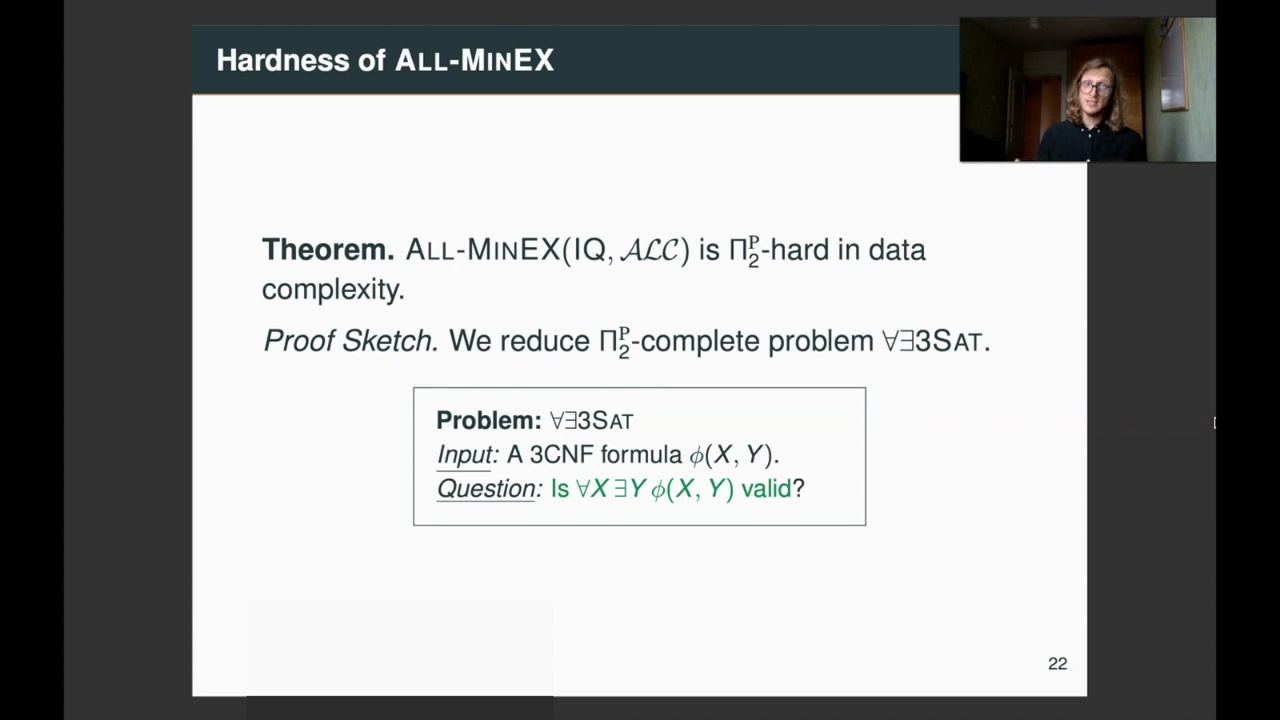 Hardness of ALL-MINEX
Theorem. ALL-MINEX(IQ, 𝒜ℒ𝒞) is Π₂ᴾ-hard in data
complexity.
Proof Sketch. We reduce Π₂ᴾ-complete problem ∀∃3SAT.
Problem: ∀∃3SAT
Input: A 3CNF formula ϕ(X, Y).
Question: Is ∀X ∃Y ϕ(X, Y) valid?
22